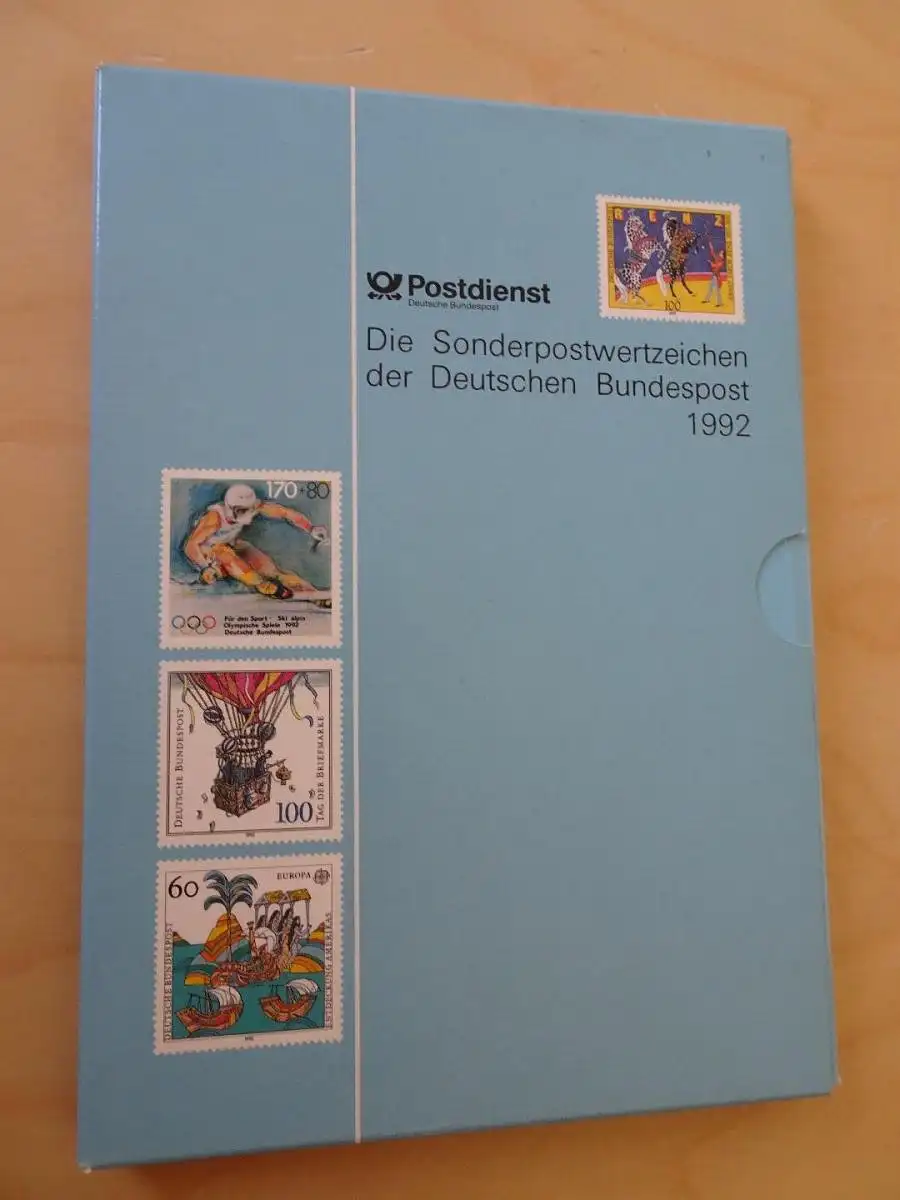 RENZ
100
Postdienst
Deutsche Bundespost
Die Sonderpostwertzeichen
der Deutschen Bundespost
1992
170+80
Für den Sport · Ski alpin
Olympische Spiele 1992
Deutsche Bundespost
DEUTSCHE BUNDESPOST
TAG DER BRIEFMARKE
100
1992
60
EUROPA
DEUTSCHE BUNDESPOST
ENTDECKUNG AMERIKAS
1992